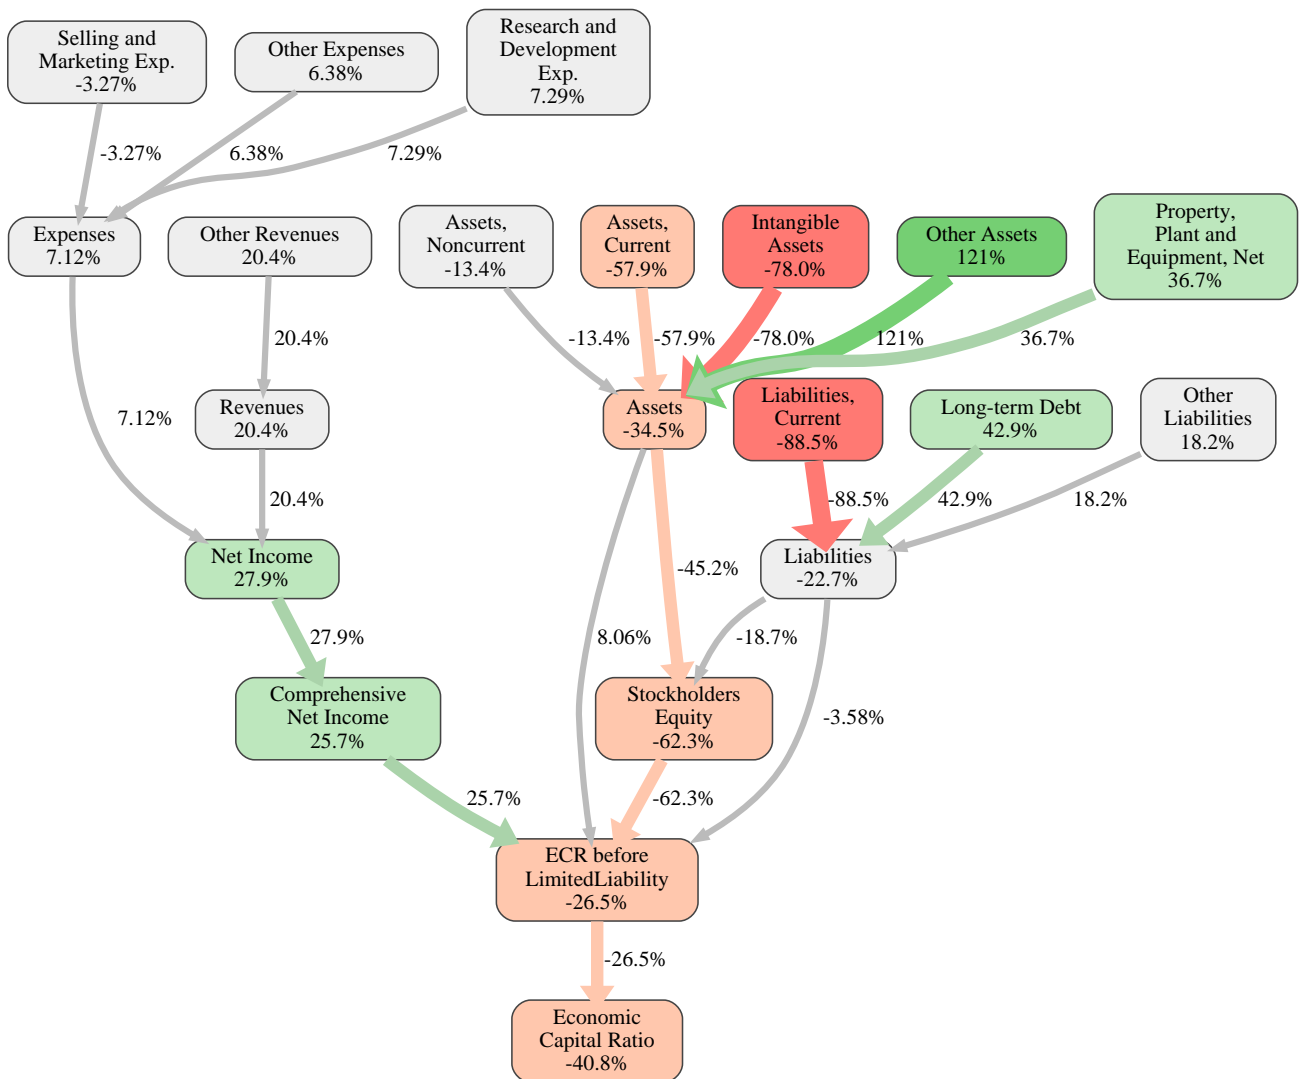 Selling and
Marketing Exp.
-3.27%
Other Expenses
6.38%
Research and
Development
Exp.
7.29%
-3.27%
6.38%
7.29%
Expenses
7.12%
Other Revenues
20.4%
Assets,
Noncurrent
-13.4%
Assets,
Current
-57.9%
Intangible
Assets
-78.0%
Other Assets
121%
Property,
Plant and
Equipment, Net
36.7%
20.4%
-13.4%
-57.9%
-78.0%
121%
36.7%
7.12%
Revenues
20.4%
Assets
-34.5%
Liabilities,
Current
-88.5%
Long-term Debt
42.9%
Other
Liabilities
18.2%
20.4%
-88.5%
42.9%
18.2%
Net Income
27.9%
-45.2%
Liabilities
-22.7%
27.9%
8.06%
-18.7%
Comprehensive
Net Income
25.7%
Stockholders
Equity
-62.3%
-3.58%
25.7%
-62.3%
ECR before
LimitedLiability
-26.5%
-26.5%
Economic
Capital Ratio
-40.8%